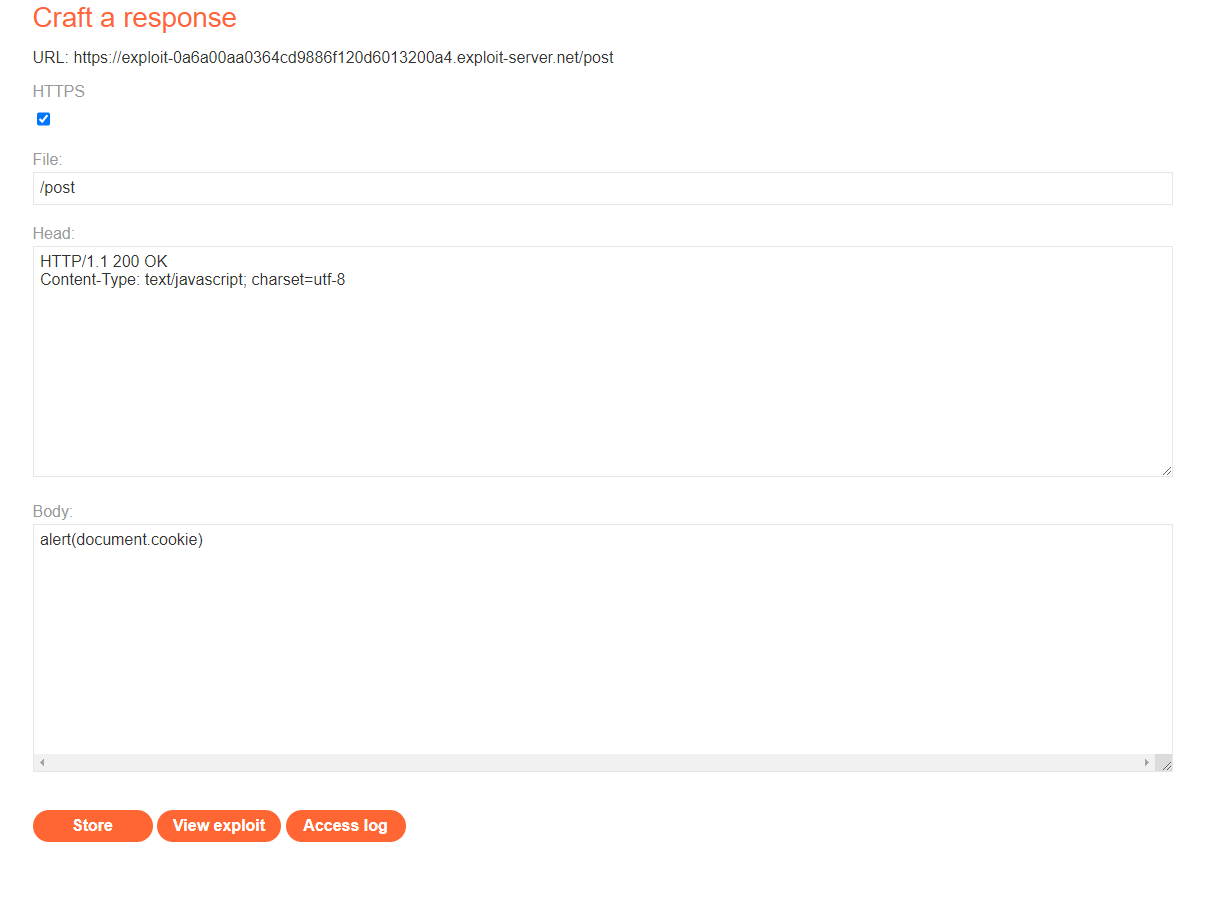 Craft a response
URL: https://exploit-0a6a00aa0364cd9886f120d6013200a4.exploit-server.net/post
HTTPS
File:
/post
Head:
HTTP/1.1 200 OK
Content-Type: text/javascript; charset=utf-8
Body:
alert(document.cookie)
Store View exploit Access log